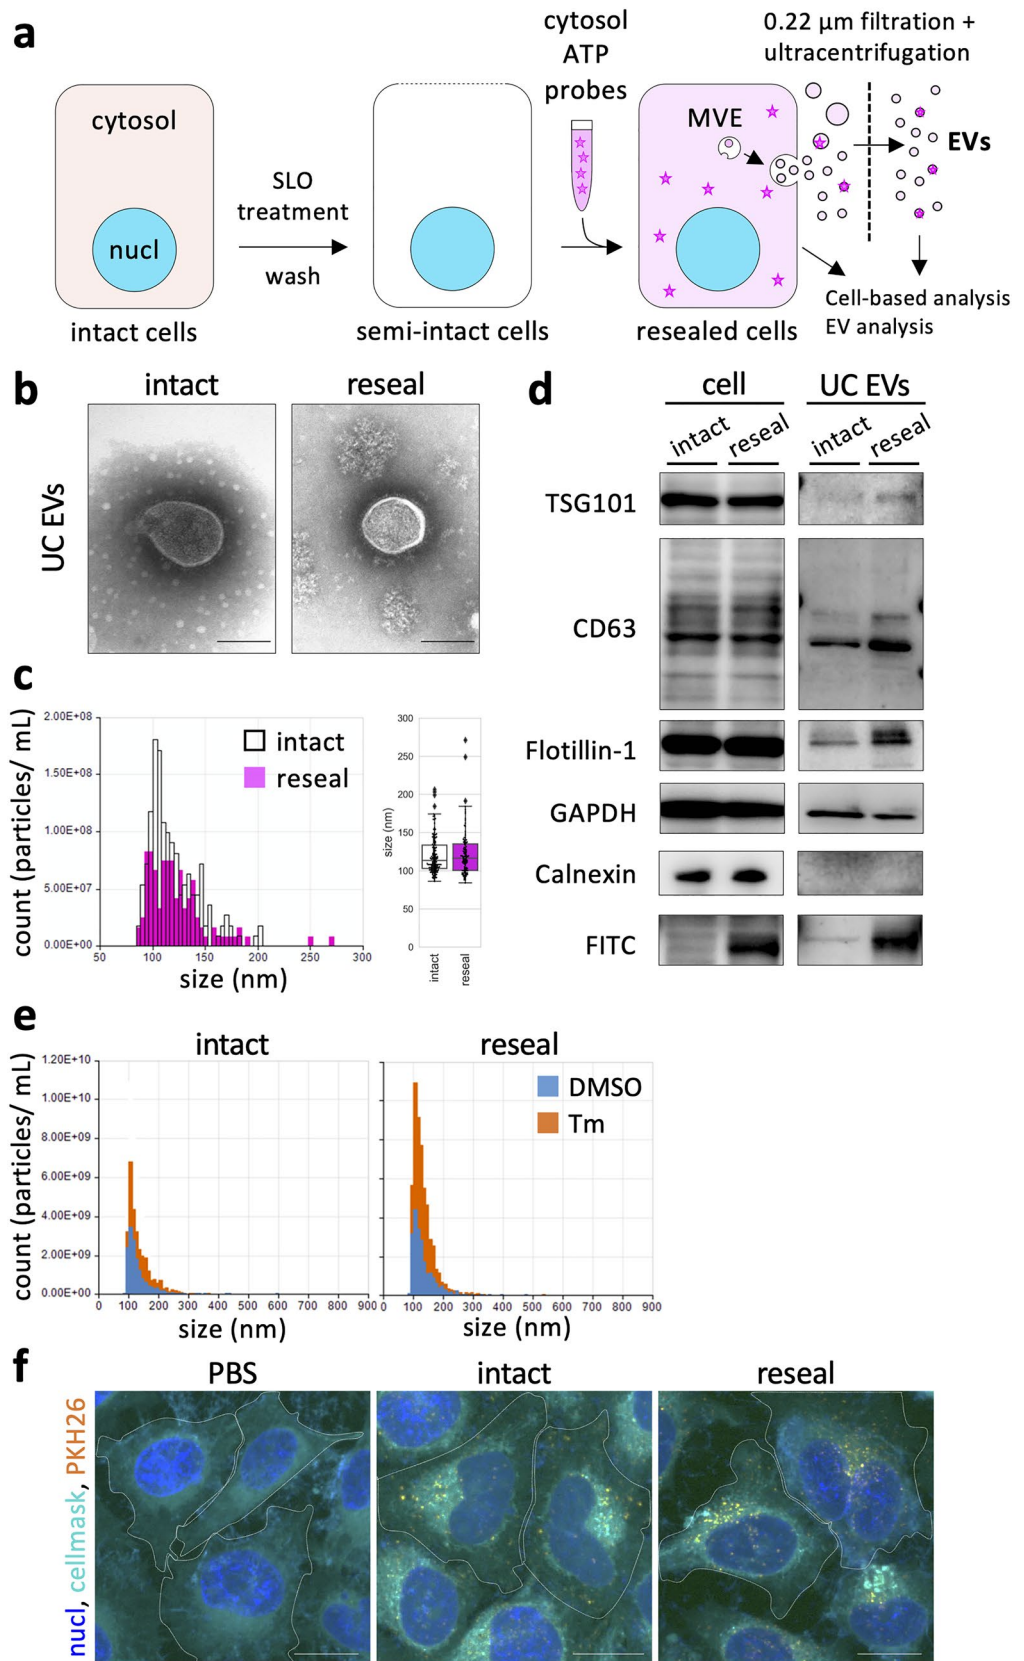 a
cytosol
nucl
intact cells
SLO
treatment
wash
semi-intact cells
cytosol
ATP
probes
MVE
resealed cells
0.22 µm filtration +
ultracentrifugation
EVs
Cell-based analysis
EV analysis
b
intact
reseal
UC EVs
c
count (particles/ mL)
2.00E+08
1.50E+08
1.00E+08
5.00E+07
0.00E+00
50
100
150
200
250
300
size (nm)
intact
reseal
size (nm)
300
250
200
150
100
50
0
intact
reseal
d
cell
UC EVs
intact
reseal
intact
reseal
TSG101
CD63
Flotillin-1
GAPDH
Calnexin
FITC
e
count (particles/ mL)
intact
1.20E+10
1.00E+10
8.00E+09
6.00E+09
4.00E+09
2.00E+09
0.00E+00
0
100
200
300
400
500
600
700
800
900
size (nm)
reseal
DMSO
Tm
0
100
200
300
400
500
600
700
800
900
size (nm)
f
nucl, cellmask, PKH26
PBS
intact
reseal